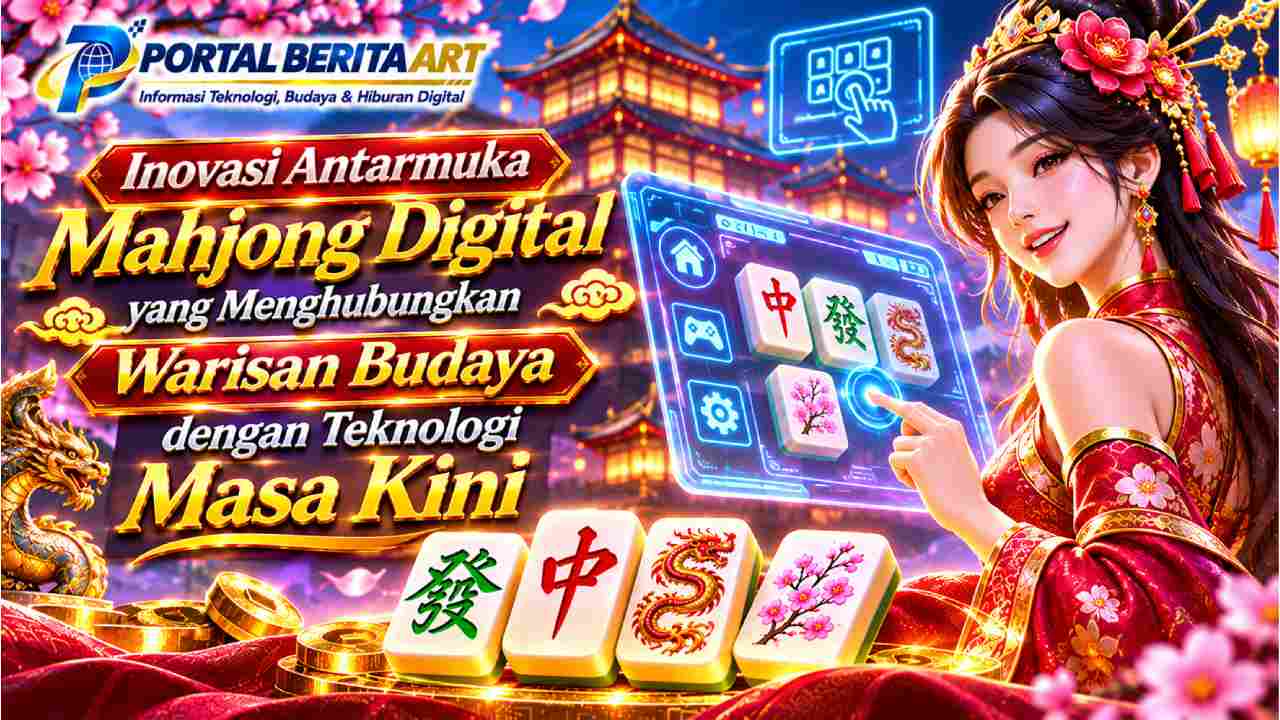 PORTAL BERITA ART
Informasi Teknologi, Budaya & Hiburan Digital
Inovasi Antarmuka
Mahjong Digital
yang Menghubungkan
Warisan Budaya
dengan Teknologi
Masa Kini
中 發
發 中